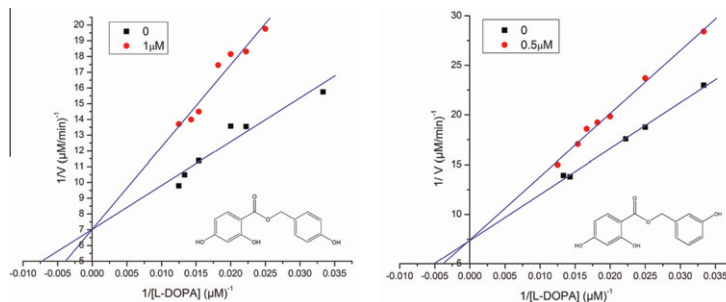 0
1μM
1/V (μM/min)⁻¹
20
19
18
17
16
15
14
13
12
11
10
9
8
7
6
5
-0.010 -0.005 0.000 0.005 0.010 0.015 0.020 0.025 0.030 0.035
1/[L-DOPA] (μM)⁻¹
O
O
HO
OH
OH
0
0.5μM
1/ V (μM/min)⁻¹
30
25
20
15
10
5
-0.010 -0.005 0.000 0.005 0.010 0.015 0.020 0.025 0.030 0.035
1/[L-DOPA] (μM)⁻¹
O
OH
O
HO
OH